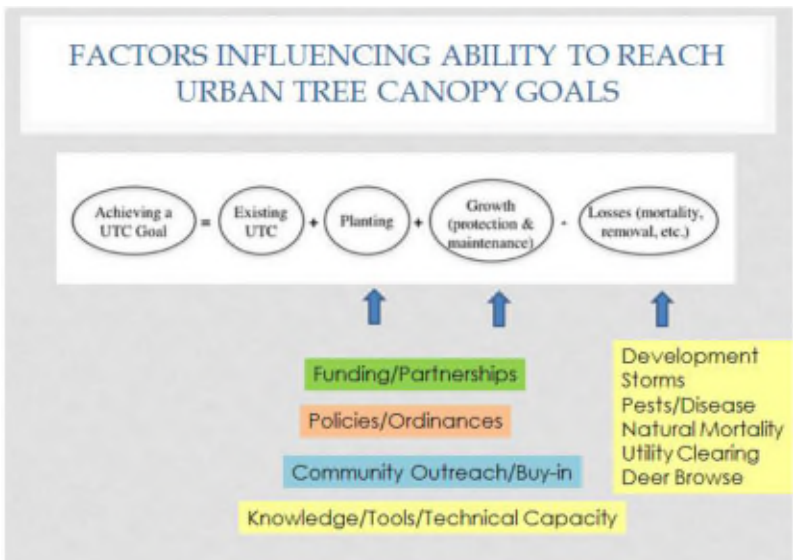 FACTORS INFLUENCING ABILITY TO REACH
URBAN TREE CANOPY GOALS
Achieving a
UTC Goal
=
Existing
UTC
+
Planting
+
Growth
(protection &
maintenance)
-
Losses (mortality,
removal, etc.)
Funding/Partnerships
Policies/Ordinances
Community Outreach/Buy-in
Knowledge/Tools/Technical Capacity
Development
Storms
Pests/Disease
Natural Mortality
Utility Clearing
Deer Browse